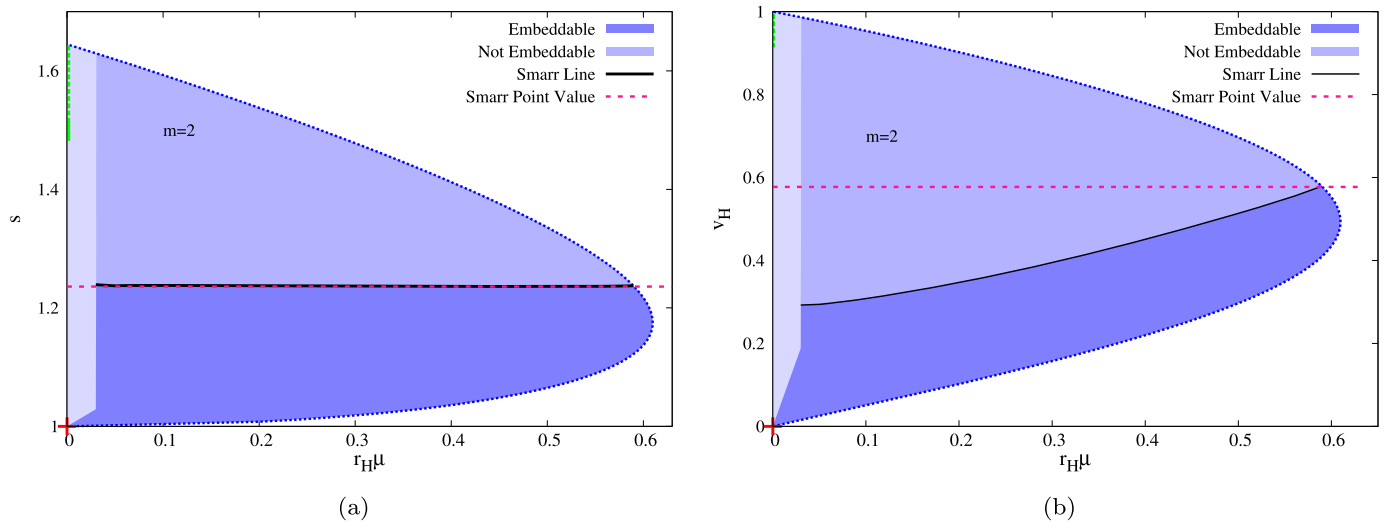 Embeddable
Not Embeddable
Smarr Line
Smarr Point Value
m=2
s
1.6
1.4
1.2
1
0
0.1
0.2
0.3
0.4
0.5
0.6
r_Hμ
(a)
Embeddable
Not Embeddable
Smarr Line
Smarr Point Value
m=2
v_H
1
0.8
0.6
0.4
0.2
0
0
0.1
0.2
0.3
0.4
0.5
0.6
r_Hμ
(b)